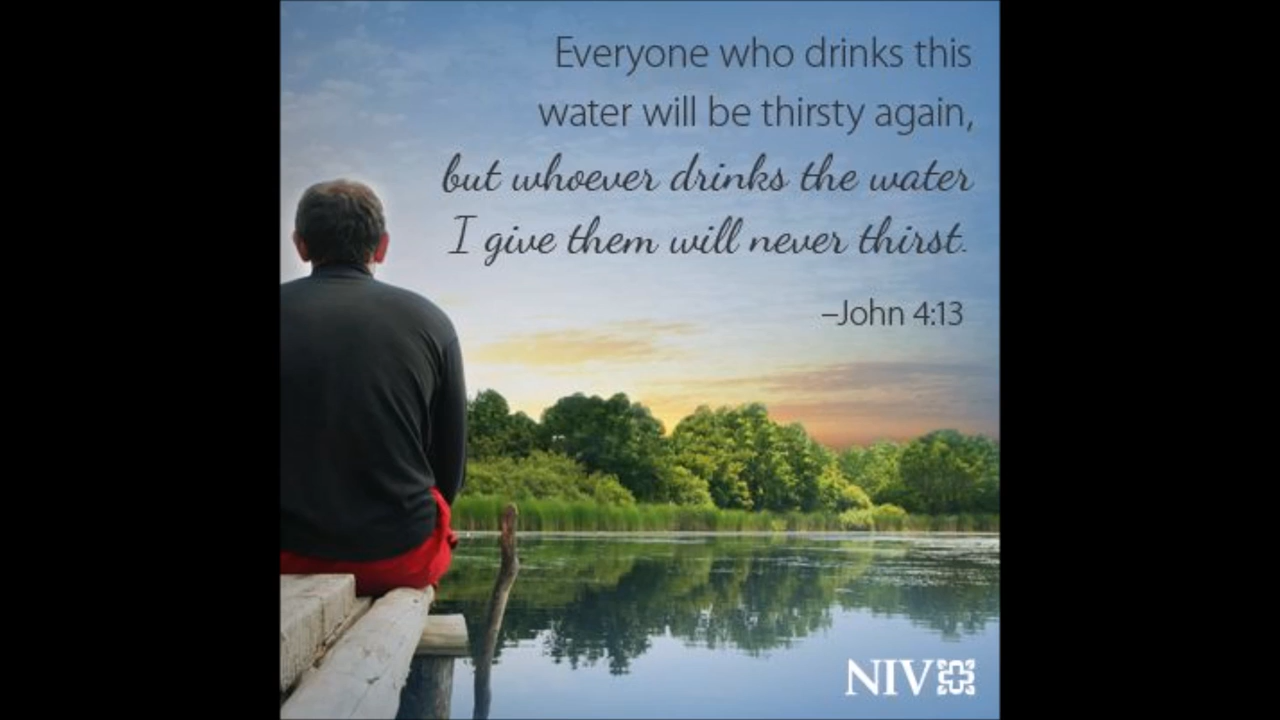 Everyone who drinks this
water will be thirsty again,
but whoever drinks the water
I give them will never thirst.
–John 4:13
NIV